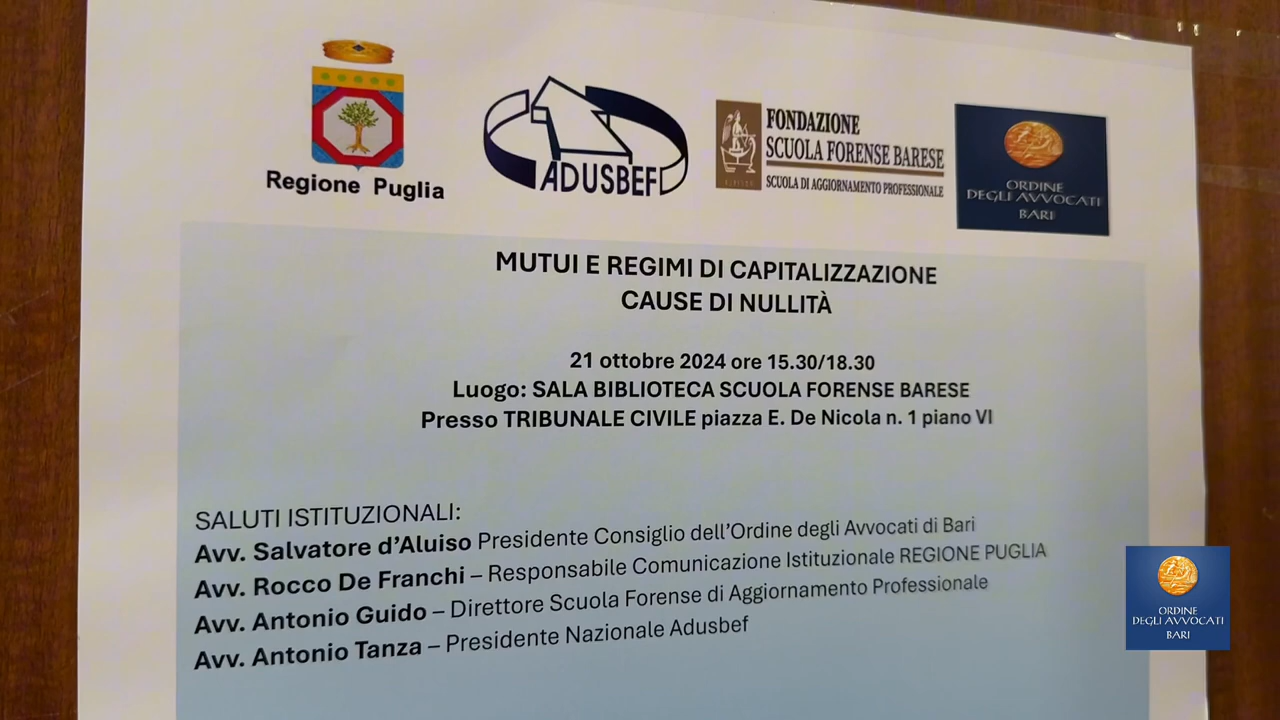 Regione Puglia
ADUSBEF
FONDAZIONE
SCUOLA FORENSE BARESE
SCUOLA DI AGGIORNAMENTO PROFESSIONALE
ORDINE
DEGLI AVVOCATI
BARI
MUTUI E REGIMI DI CAPITALIZZAZIONE
CAUSE DI NULLITÀ
21 ottobre 2024 ore 15.30/18.30
Luogo: SALA BIBLIOTECA SCUOLA FORENSE BARESE
Presso TRIBUNALE CIVILE piazza E. De Nicola n. 1 piano VI
SALUTI ISTITUZIONALI:
Avv. Salvatore d’Aluiso Presidente Consiglio dell’Ordine degli Avvocati di Bari
Avv. Rocco De Franchi – Responsabile Comunicazione Istituzionale REGIONE PUGLIA
Avv. Antonio Guido – Direttore Scuola Forense di Aggiornamento Professionale
Avv. Antonio Tanza – Presidente Nazionale Adusbef
ORDINE
DEGLI AVVOCATI
BARI